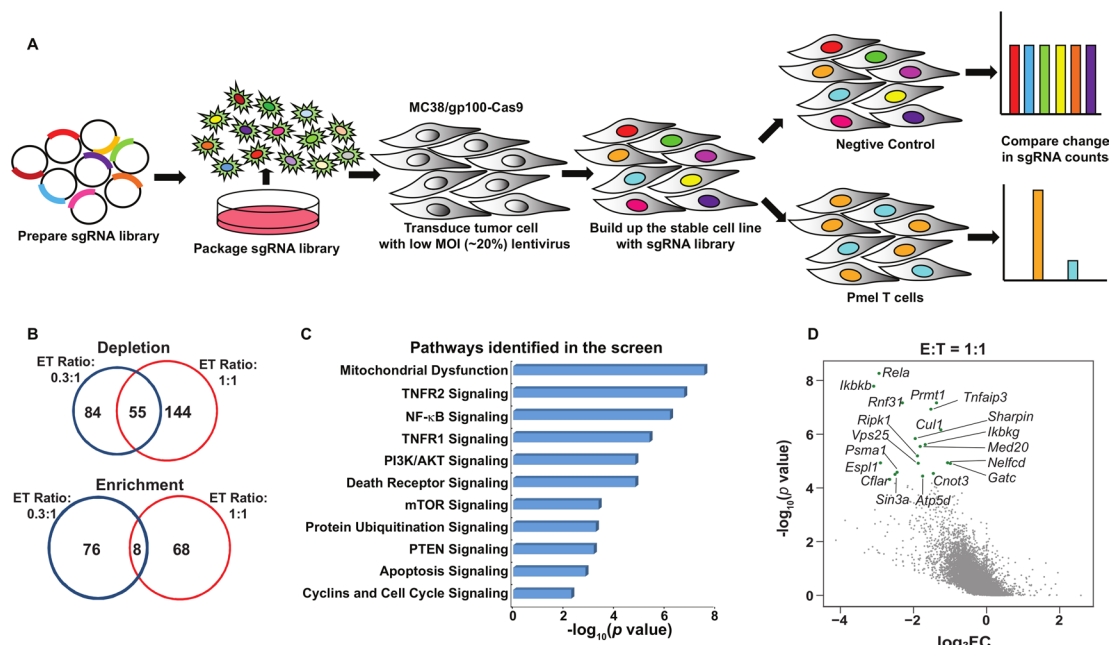 A
MC38/gp100-Cas9
Prepare sgRNA library
Package sgRNA library
Transduce tumor cell
with low MOI (~20%) lentivirus
Build up the stable cell line
with sgRNA library
Negtive Control
Compare change
in sgRNA counts
Pmel T cells
B
Depletion
ET Ratio:
0.3:1
ET Ratio:
1:1
84
55
144
Enrichment
ET Ratio:
0.3:1
ET Ratio:
1:1
76
8
68
C
Pathways identified in the screen
Mitochondrial Dysfunction
TNFR2 Signaling
NF-κB Signaling
TNFR1 Signaling
PI3K/AKT Signaling
Death Receptor Signaling
mTOR Signaling
Protein Ubiquitination Signaling
PTEN Signaling
Apoptosis Signaling
Cyclins and Cell Cycle Signaling
0 2 4 6 8
-log10(p value)
D
E:T = 1:1
-log10(p value)
8
6
4
2
0
Rela
Ikbkb
Rnf31
Prmt1
Tnfaip3
Ripk1
Cul1
Sharpin
Vps25
Ikbkg
Psma1
Med20
Espl1
Nelfcd
Cflar
Cnot3
Gatc
Sin3a
Atp5d
−4 −2 0 2
log2FC